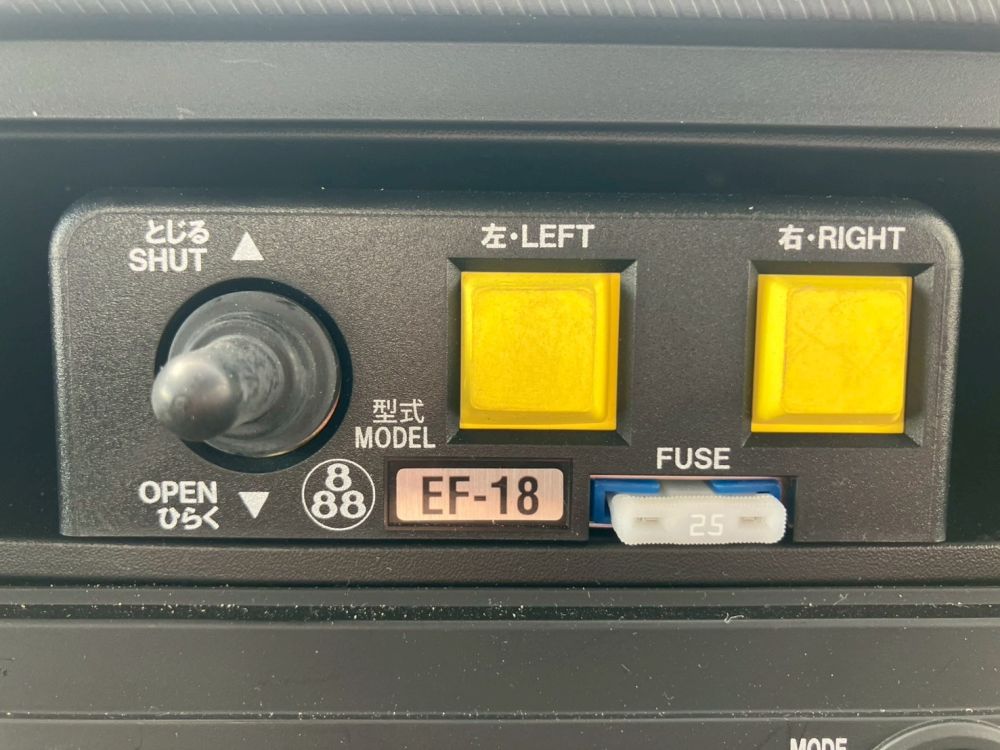 とじる
SHUT
左・LEFT
右・RIGHT
型式
MODEL
FUSE
OPEN
ひらく
8
88
EF-18
25
MODE